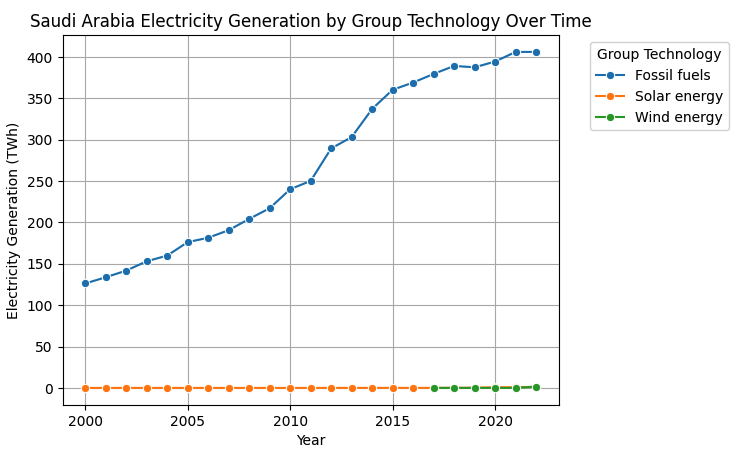 Saudi Arabia Electricity Generation by Group Technology Over Time
Electricity Generation (TWh)
400
350
300
250
200
150
100
50
0
2000
2005
2010
2015
2020
Year
Group Technology
Fossil fuels
Solar energy
Wind energy